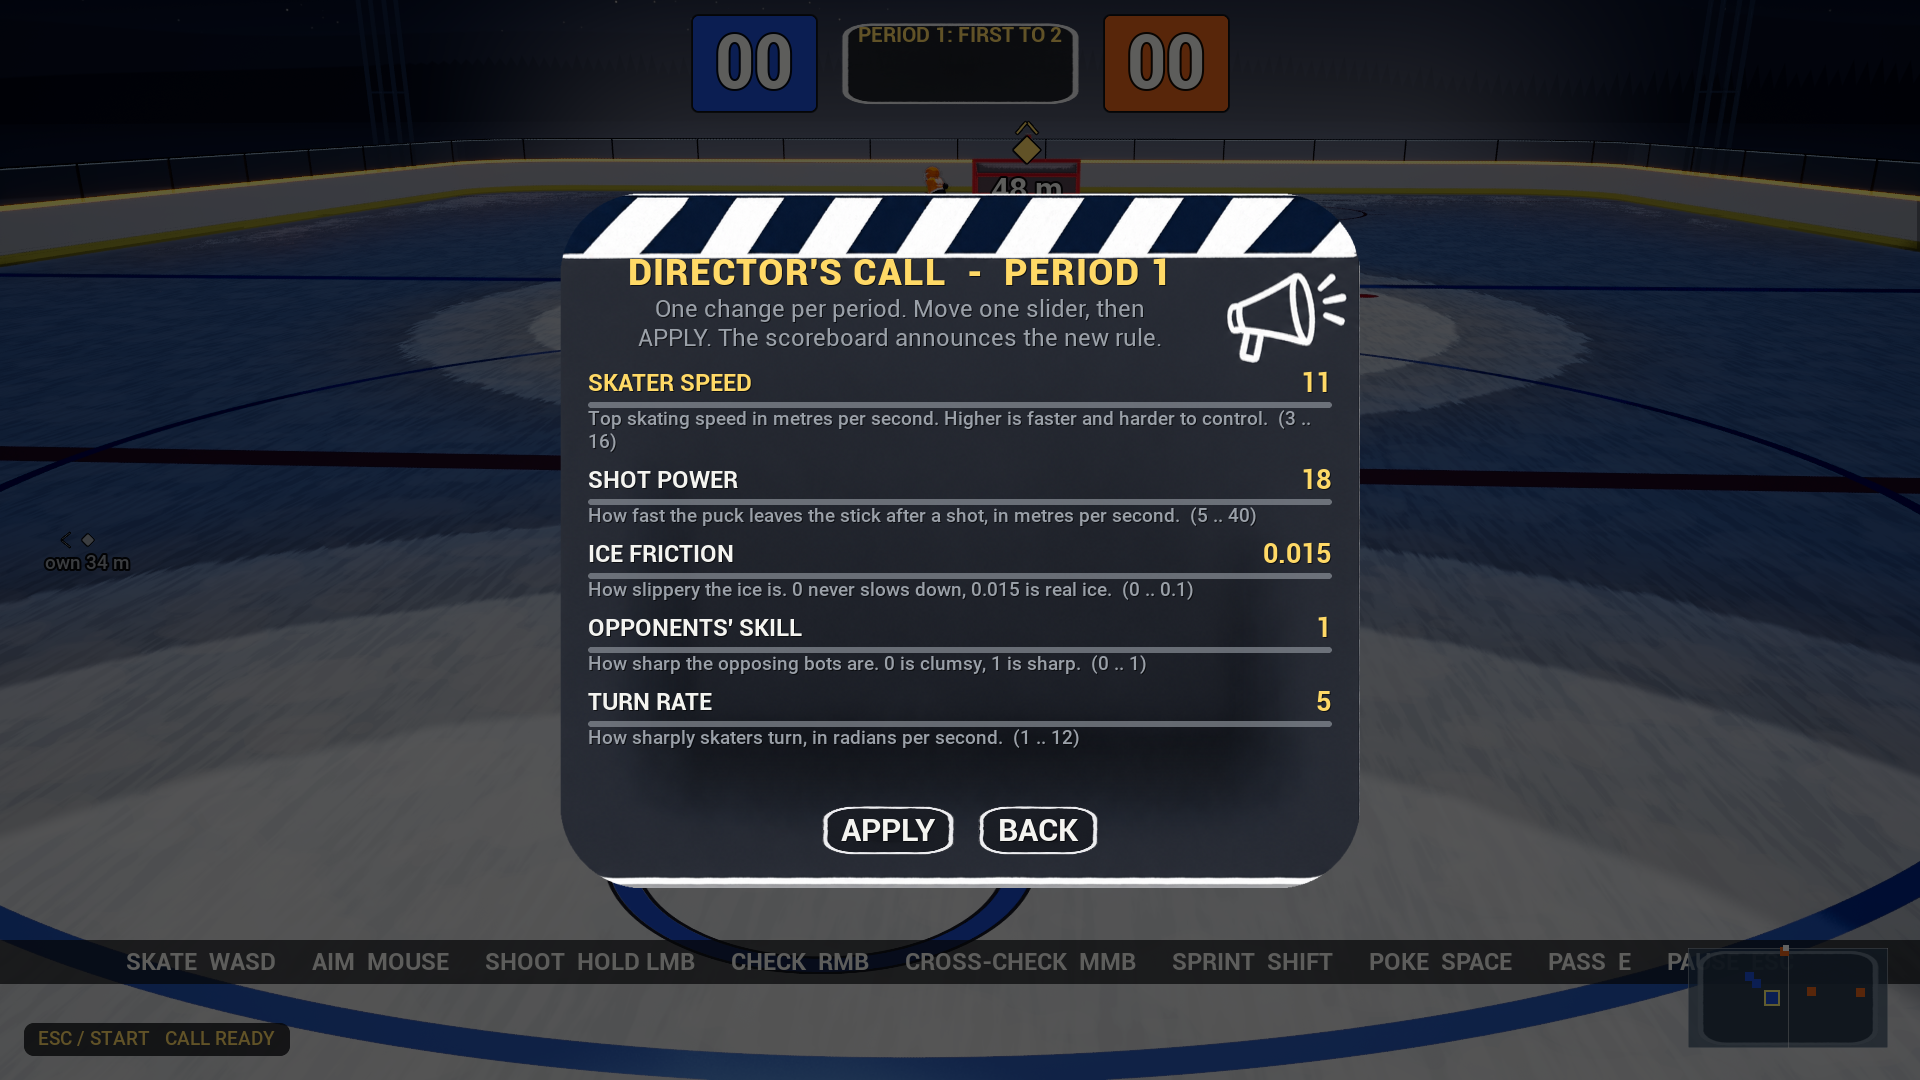 00
PERIOD 1: FIRST TO 2
00
48 m
DIRECTOR'S CALL - PERIOD 1
One change per period. Move one slider, then
APPLY. The scoreboard announces the new rule.
SKATER SPEED 11
Top skating speed in metres per second. Higher is faster and harder to control. (3 ..
16)
SHOT POWER 18
How fast the puck leaves the stick after a shot, in metres per second. (5 .. 40)
ICE FRICTION 0.015
How slippery the ice is. 0 never slows down, 0.015 is real ice. (0 .. 0.1)
OPPONENTS' SKILL 1
How sharp the opposing bots are. 0 is clumsy, 1 is sharp. (0 .. 1)
TURN RATE 5
How sharply skaters turn, in radians per second. (1 .. 12)
APPLY BACK
own 34 m
SKATE WASD AIM MOUSE SHOOT HOLD LMB CHECK RMB CROSS-CHECK MMB SPRINT SHIFT POKE SPACE PASS E PAUSE ESC
ESC / START CALL READY